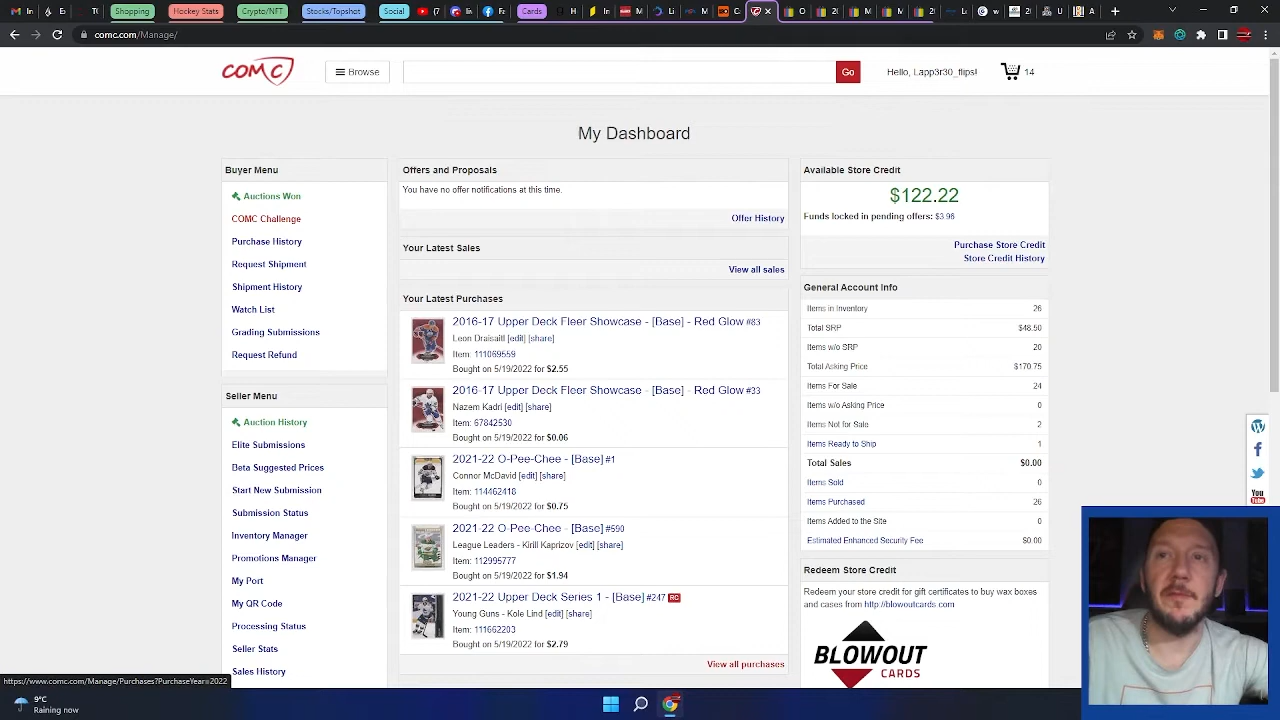 In
E
T(
Shopping
Hockey Stats
Crypto/NFT
Stocks/Topshot
Social
Cards
comc.com/Manage/
COMC
Browse
Go
Hello, Lapp3r30_flips!
14
My Dashboard
Buyer Menu
Auctions Won
COMC Challenge
Purchase History
Request Shipment
Shipment History
Watch List
Grading Submissions
Request Refund
Seller Menu
Auction History
Elite Submissions
Beta Suggested Prices
Start New Submission
Submission Status
Inventory Manager
Promotions Manager
My Port
My QR Code
Processing Status
Seller Stats
Sales History
Offers and Proposals
You have no offer notifications at this time.
Offer History
Your Latest Sales
View all sales
Your Latest Purchases
2016-17 Upper Deck Fleer Showcase - [Base] - Red Glow #83
Leon Draisaitl [edit] [share]
Item: 111069559
Bought on 5/19/2022 for $2.55
2016-17 Upper Deck Fleer Showcase - [Base] - Red Glow #33
Nazem Kadri [edit] [share]
Item: 67842530
Bought on 5/19/2022 for $0.06
2021-22 O-Pee-Chee - [Base] #1
Connor McDavid [edit] [share]
Item: 114462418
Bought on 5/19/2022 for $0.75
2021-22 O-Pee-Chee - [Base] #590
League Leaders - Kirill Kaprizov [edit] [share]
Item: 112995777
Bought on 5/19/2022 for $1.94
2021-22 Upper Deck Series 1 - [Base] #247 RC
Young Guns - Kole Lind [edit] [share]
Item: 111662203
Bought on 5/19/2022 for $2.79
View all purchases
Available Store Credit
$122.22
Funds locked in pending offers: $3.96
Purchase Store Credit
Store Credit History
General Account Info
Items in Inventory 26
Total SRP $48.50
Items w/o SRP 20
Total Asking Price $170.75
Items For Sale 24
Items w/o Asking Price 0
Items Not for Sale 2
Items Ready to Ship 1
Total Sales $0.00
Items Sold 0
Items Purchased 26
Items Added to the Site 0
Estimated Enhanced Security Fee $0.00
Redeem Store Credit
Redeem your store credit for gift certificates to buy wax boxes
and cases from http://blowoutcards.com
BLOWOUT
CARDS
You
Tube
https://www.comc.com/Manage/Purchases?PurchaseYear=2022
9°C
Raining now